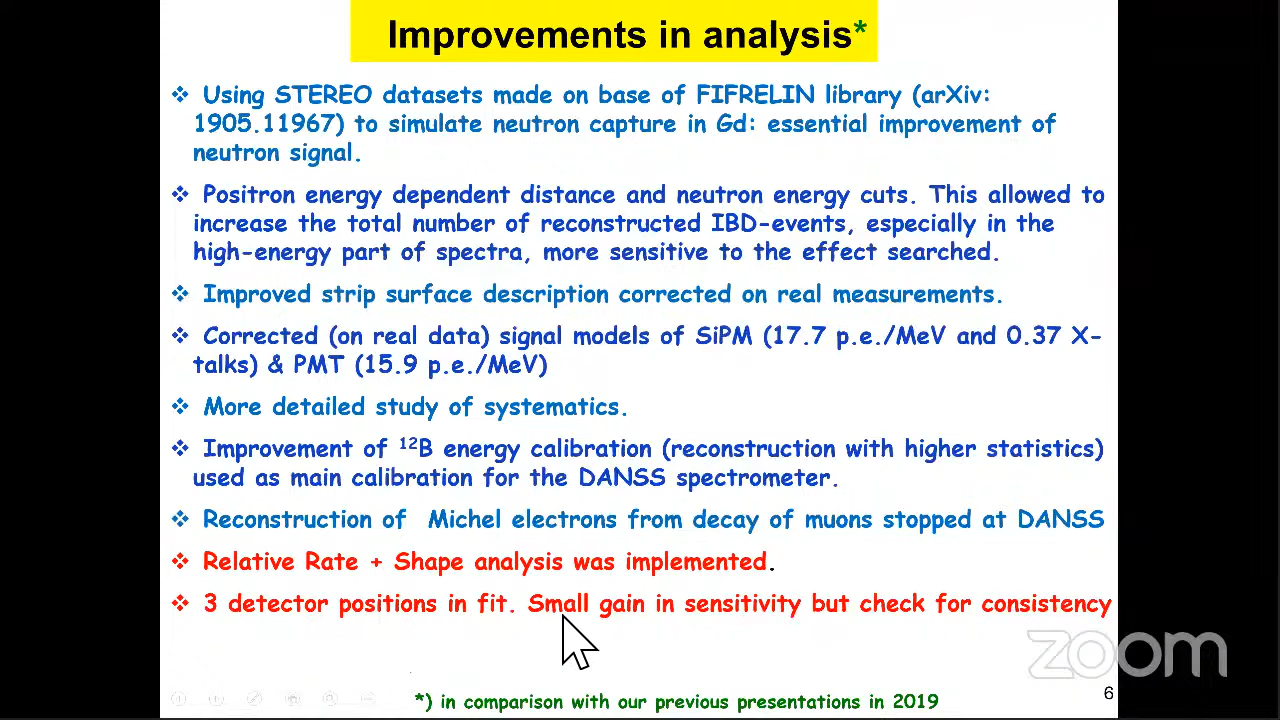 Improvements in analysis*
❖ Using STEREO datasets made on base of FIFRELIN library (arXiv:
1905.11967) to simulate neutron capture in Gd: essential improvement of
neutron signal.
❖ Positron energy dependent distance and neutron energy cuts. This allowed to
increase the total number of reconstructed IBD-events, especially in the
high-energy part of spectra, more sensitive to the effect searched.
❖ Improved strip surface description corrected on real measurements.
❖ Corrected (on real data) signal models of SiPM (17.7 p.e./MeV and 0.37 X-
talks) & PMT (15.9 p.e./MeV)
❖ More detailed study of systematics.
❖ Improvement of ¹²B energy calibration (reconstruction with higher statistics)
used as main calibration for the DANSS spectrometer.
❖ Reconstruction of Michel electrons from decay of muons stopped at DANSS
❖ Relative Rate + Shape analysis was implemented.
❖ 3 detector positions in fit. Small gain in sensitivity but check for consistency
zoom
*) in comparison with our previous presentations in 2019
6